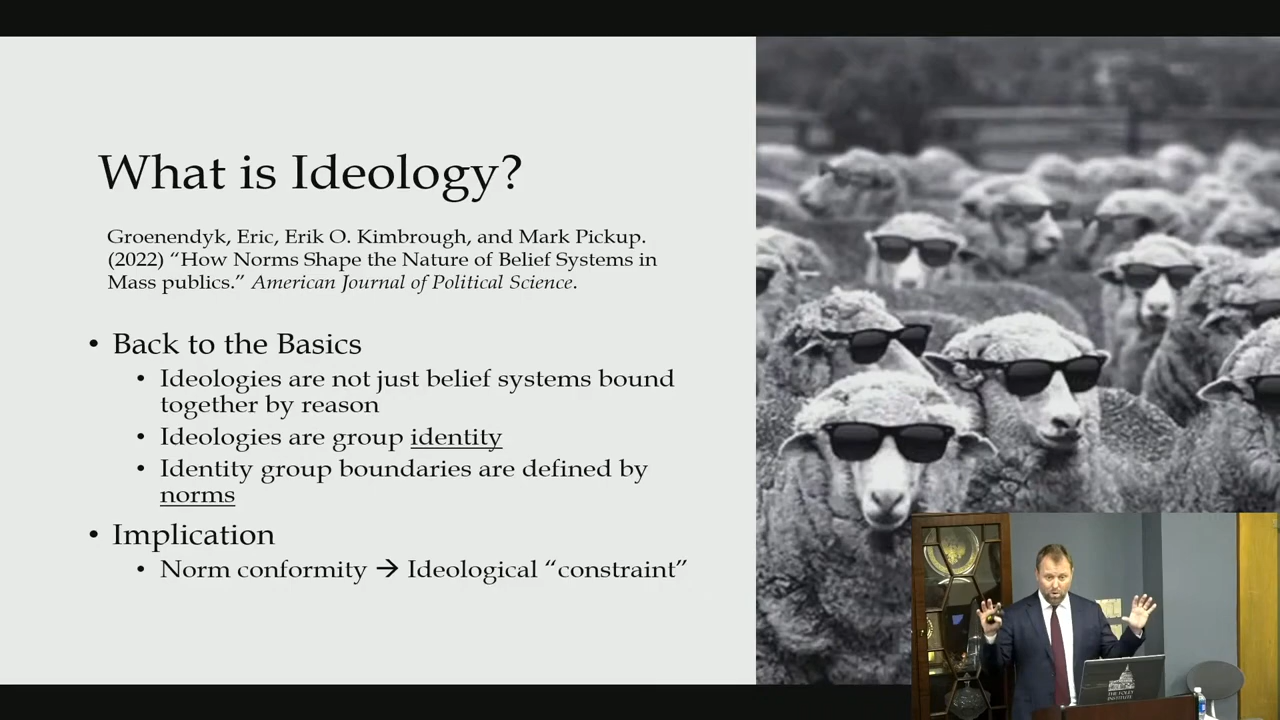 What is Ideology?
Groenendyk, Eric, Erik O. Kimbrough, and Mark Pickup.
(2022) “How Norms Shape the Nature of Belief Systems in
Mass publics.” American Journal of Political Science.
• Back to the Basics
• Ideologies are not just belief systems bound
together by reason
• Ideologies are group identity
• Identity group boundaries are defined by
norms
• Implication
• Norm conformity → Ideological “constraint”
THE FOLEY
INSTITUTE